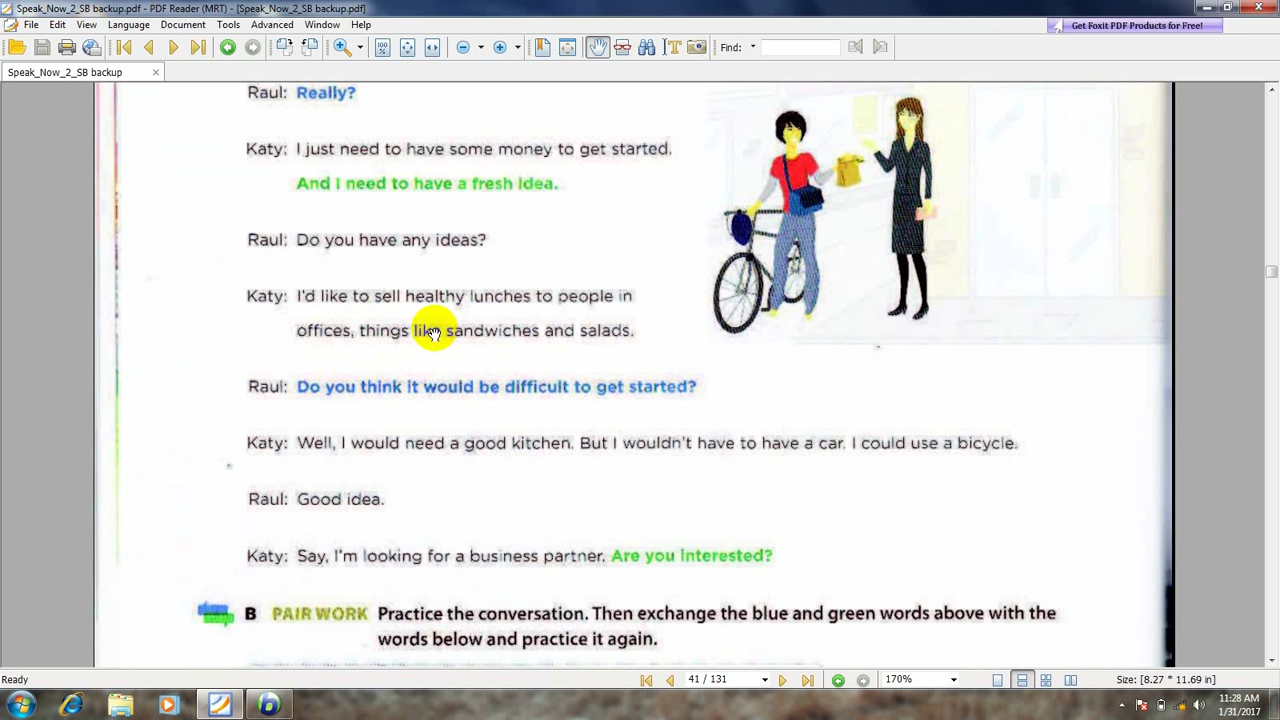 Speak_Now_2_SB backup.pdf - PDF Reader (MRT) - [Speak_Now_2_SB backup.pdf]
File Edit View Language Document Tools Advanced Window Help
Get Foxit PDF Products for Free!
Find:
Speak_Now_2_SB backup
Raul: Really?
Katy: I just need to have some money to get started.
And I need to have a fresh idea.
Raul: Do you have any ideas?
Katy: I'd like to sell healthy lunches to people in
offices, things like sandwiches and salads.
Raul: Do you think it would be difficult to get started?
Katy: Well, I would need a good kitchen. But I wouldn't have to have a car. I could use a bicycle.
Raul: Good idea.
Katy: Say, I'm looking for a business partner. Are you interested?
B PAIR WORK Practice the conversation. Then exchange the blue and green words above with the
words below and practice it again.
Ready 41 / 131 170% Size: [8.27 * 11.69 in]
11:28 AM
1/31/2017